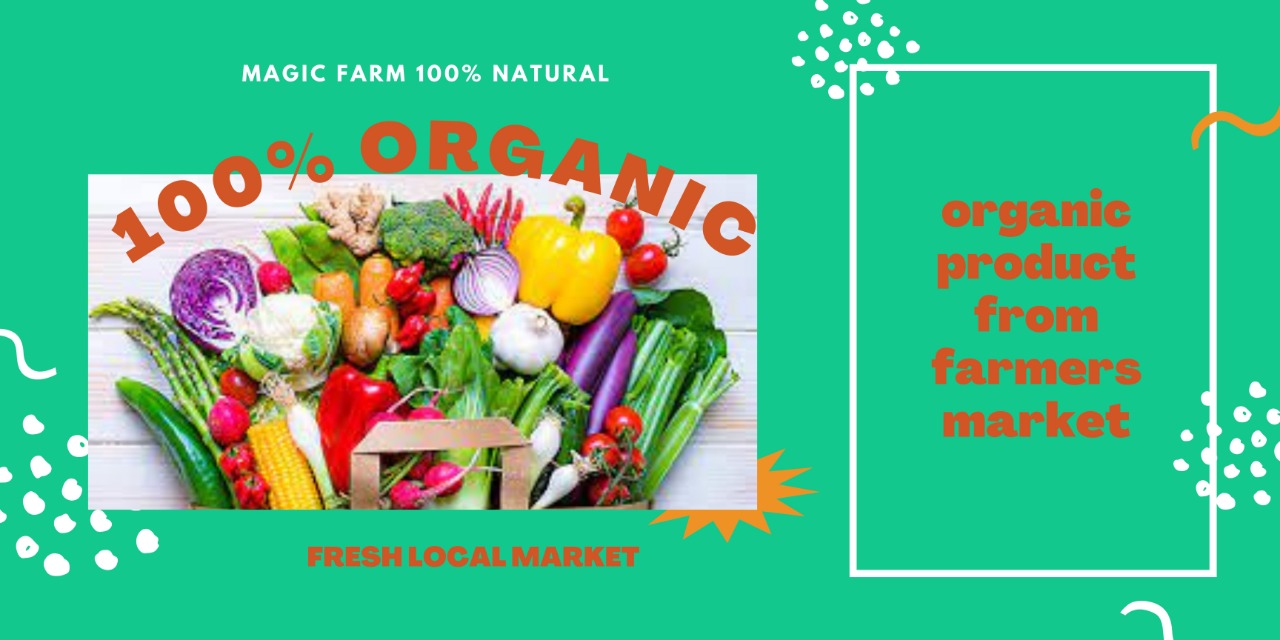 MAGIC FARM 100% NATURAL
100% ORGANIC
FRESH LOCAL MARKET
organic
product
from
farmers
market